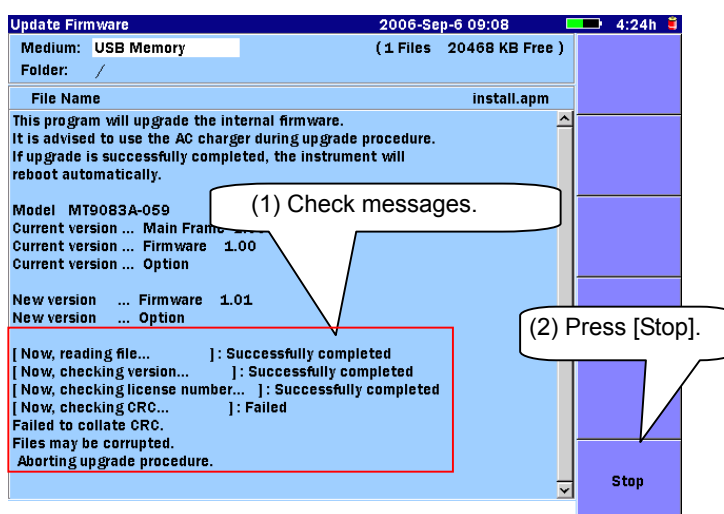 Update Firmware 2006-Sep-6 09:08 4:24h
Medium: USB Memory (1 Files 20468 KB Free )
Folder: /
File Name install.apm
This program will upgrade the internal firmware.
It is advised to use the AC charger during upgrade procedure.
If upgrade is successfully completed, the instrument will
reboot automatically.
(1) Check messages.
Model MT9083A-059
Current version ... Main Frame
Current version ... Firmware 1.00
Current version ... Option
New version ... Firmware 1.01
New version ... Option
(2) Press [Stop].
[ Now, reading file... ] : Successfully completed
[ Now, checking version... ] : Successfully completed
[ Now, checking license number... ] : Successfully completed
[ Now, checking CRC... ] : Failed
Failed to collate CRC.
Files may be corrupted.
Aborting upgrade procedure.
Stop